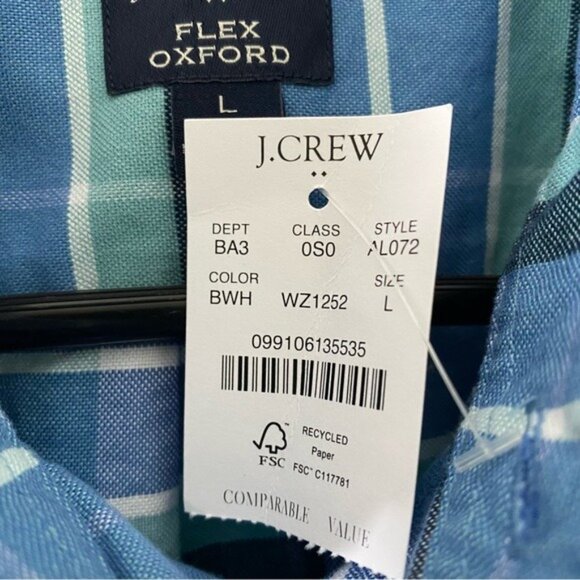 FLEX
OXFORD
L
J.CREW
DEPT CLASS STYLE
BA3 0S0 AL072
COLOR SIZE
BWH WZ1252 L
099106135535
RECYCLED
Paper
FSC FSC™ C117781
COMPARABLE VALUE